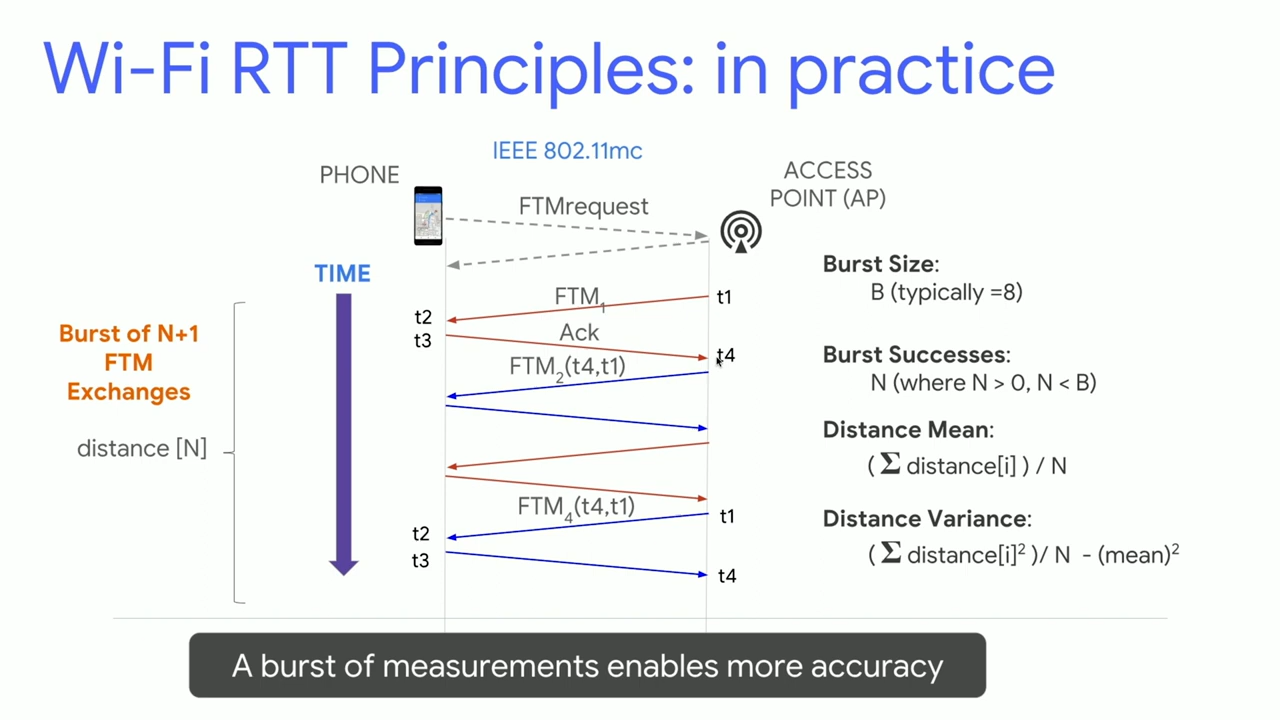 Wi-Fi RTT Principles: in practice
IEEE 802.11mc
PHONE
ACCESS
POINT (AP)
FTMrequest
TIME
Burst of N+1
FTM
Exchanges
distance [N]
FTM₁
t1
t2
Ack
t3
t4
FTM₂(t4,t1)
FTM₄(t4,t1)
t1
t2
t3
t4
Burst Size:
B (typically =8)
Burst Successes:
N (where N > 0, N < B)
Distance Mean:
( Σ distance[i] ) / N
Distance Variance:
( Σ distance[i]² )/ N - (mean)²
A burst of measurements enables more accuracy